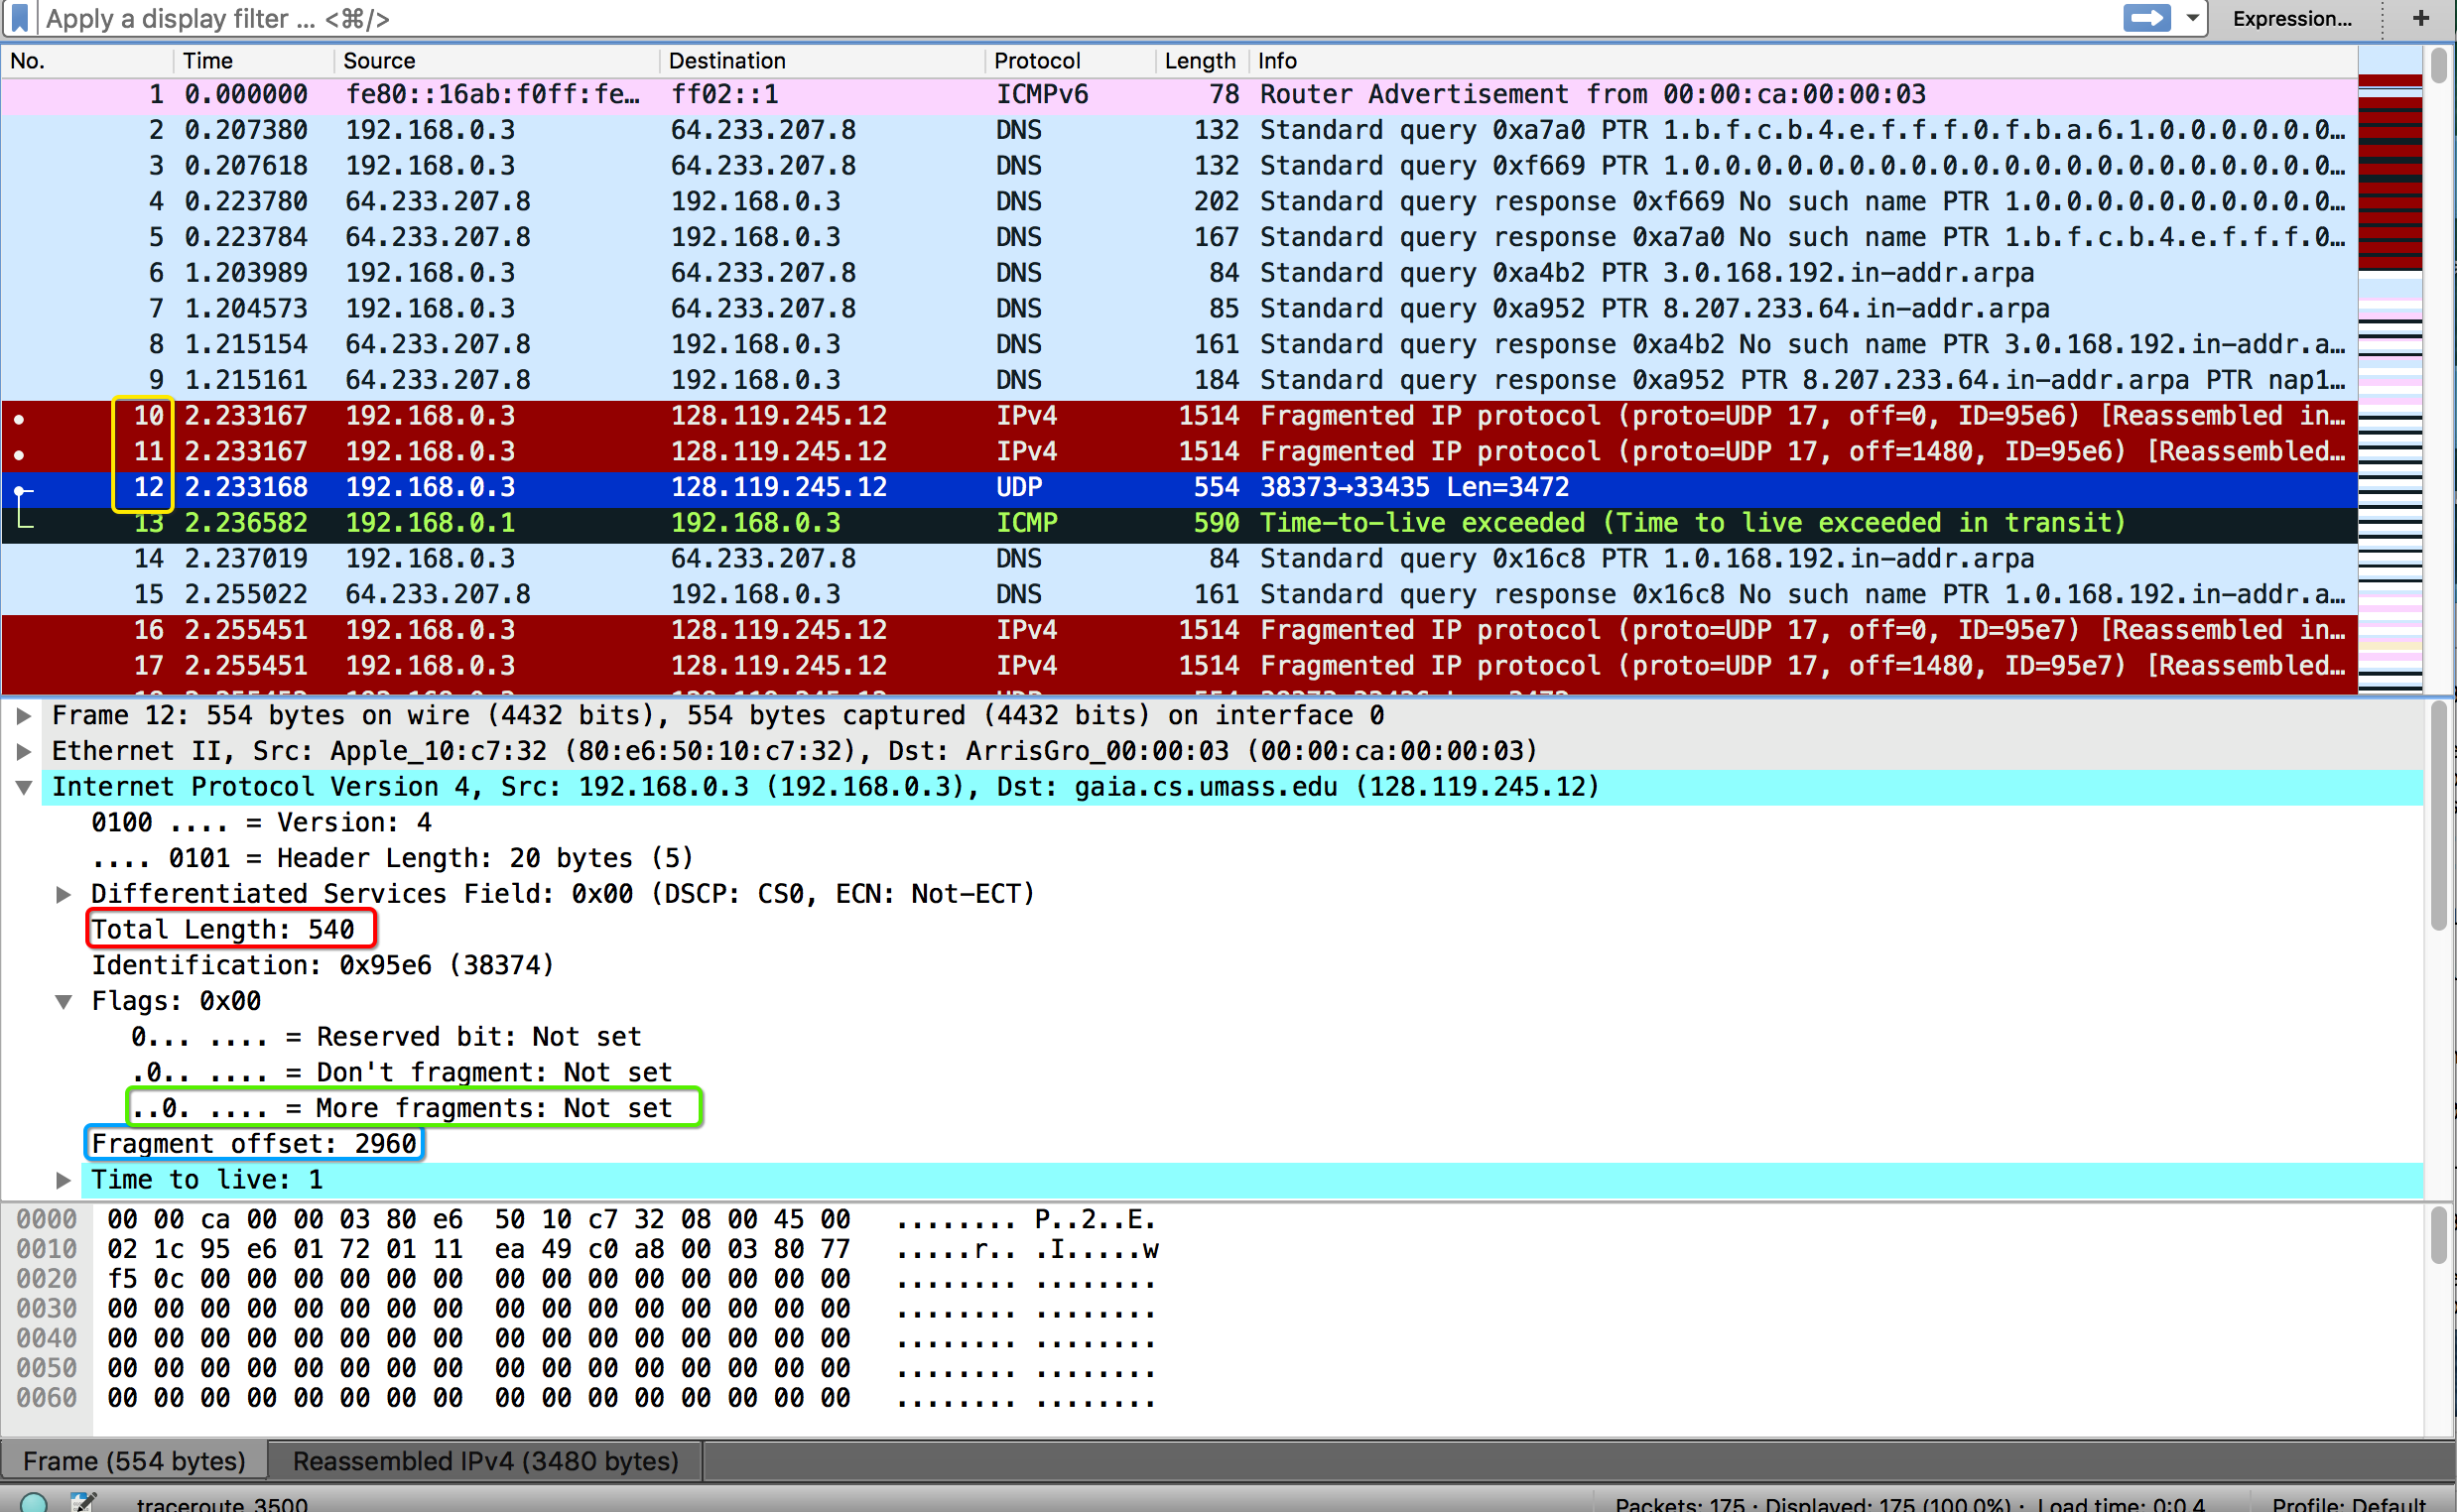 Apply a display filter ... <⌘/> Expression... +
No. Time Source Destination Protocol Length Info
1 0.000000 fe80::16ab:f0ff:fe… ff02::1 ICMPv6 78 Router Advertisement from 00:00:ca:00:00:03
2 0.207380 192.168.0.3 64.233.207.8 DNS 132 Standard query 0xa7a0 PTR 1.b.f.c.b.4.e.f.f.f.0.f.b.a.6.1.0.0.0.0.0.0…
3 0.207618 192.168.0.3 64.233.207.8 DNS 132 Standard query 0xf669 PTR 1.0.0.0.0.0.0.0.0.0.0.0.0.0.0.0.0.0.0.0.0.0…
4 0.223780 64.233.207.8 192.168.0.3 DNS 202 Standard query response 0xf669 No such name PTR 1.0.0.0.0.0.0.0.0.0.0…
5 0.223784 64.233.207.8 192.168.0.3 DNS 167 Standard query response 0xa7a0 No such name PTR 1.b.f.c.b.4.e.f.f.f.0…
6 1.203989 192.168.0.3 64.233.207.8 DNS 84 Standard query 0xa4b2 PTR 3.0.168.192.in-addr.arpa
7 1.204573 192.168.0.3 64.233.207.8 DNS 85 Standard query 0xa952 PTR 8.207.233.64.in-addr.arpa
8 1.215154 64.233.207.8 192.168.0.3 DNS 161 Standard query response 0xa4b2 No such name PTR 3.0.168.192.in-addr.a…
9 1.215161 64.233.207.8 192.168.0.3 DNS 184 Standard query response 0xa952 PTR 8.207.233.64.in-addr.arpa PTR nap1…
10 2.233167 192.168.0.3 128.119.245.12 IPv4 1514 Fragmented IP protocol (proto=UDP 17, off=0, ID=95e6) [Reassembled in…
11 2.233167 192.168.0.3 128.119.245.12 IPv4 1514 Fragmented IP protocol (proto=UDP 17, off=1480, ID=95e6) [Reassembled…
12 2.233168 192.168.0.3 128.119.245.12 UDP 554 38373→33435 Len=3472
13 2.236582 192.168.0.1 192.168.0.3 ICMP 590 Time-to-live exceeded (Time to live exceeded in transit)
14 2.237019 192.168.0.3 64.233.207.8 DNS 84 Standard query 0x16c8 PTR 1.0.168.192.in-addr.arpa
15 2.255022 64.233.207.8 192.168.0.3 DNS 161 Standard query response 0x16c8 No such name PTR 1.0.168.192.in-addr.a…
16 2.255451 192.168.0.3 128.119.245.12 IPv4 1514 Fragmented IP protocol (proto=UDP 17, off=0, ID=95e7) [Reassembled in…
17 2.255451 192.168.0.3 128.119.245.12 IPv4 1514 Fragmented IP protocol (proto=UDP 17, off=1480, ID=95e7) [Reassembled…
Frame 12: 554 bytes on wire (4432 bits), 554 bytes captured (4432 bits) on interface 0
Ethernet II, Src: Apple_10:c7:32 (80:e6:50:10:c7:32), Dst: ArrisGro_00:00:03 (00:00:ca:00:00:03)
Internet Protocol Version 4, Src: 192.168.0.3 (192.168.0.3), Dst: gaia.cs.umass.edu (128.119.245.12)
0100 .... = Version: 4
.... 0101 = Header Length: 20 bytes (5)
Differentiated Services Field: 0x00 (DSCP: CS0, ECN: Not-ECT)
Total Length: 540
Identification: 0x95e6 (38374)
Flags: 0x00
0... .... = Reserved bit: Not set
.0.. .... = Don't fragment: Not set
..0. .... = More fragments: Not set
Fragment offset: 2960
Time to live: 1
0000 00 00 ca 00 00 03 80 e6 50 10 c7 32 08 00 45 00 ........ P..2..E.
0010 02 1c 95 e6 01 72 01 11 ea 49 c0 a8 00 03 80 77 .....r.. .I.....w
0020 f5 0c 00 00 00 00 00 00 00 00 00 00 00 00 00 00 ........ ........
0030 00 00 00 00 00 00 00 00 00 00 00 00 00 00 00 00 ........ ........
0040 00 00 00 00 00 00 00 00 00 00 00 00 00 00 00 00 ........ ........
0050 00 00 00 00 00 00 00 00 00 00 00 00 00 00 00 00 ........ ........
0060 00 00 00 00 00 00 00 00 00 00 00 00 00 00 00 00 ........ ........
Frame (554 bytes) Reassembled IPv4 (3480 bytes)
traceroute_3500 Packets: 175 · Displayed: 175 (100.0%) · Load time: 0:0.4 Profile: Default